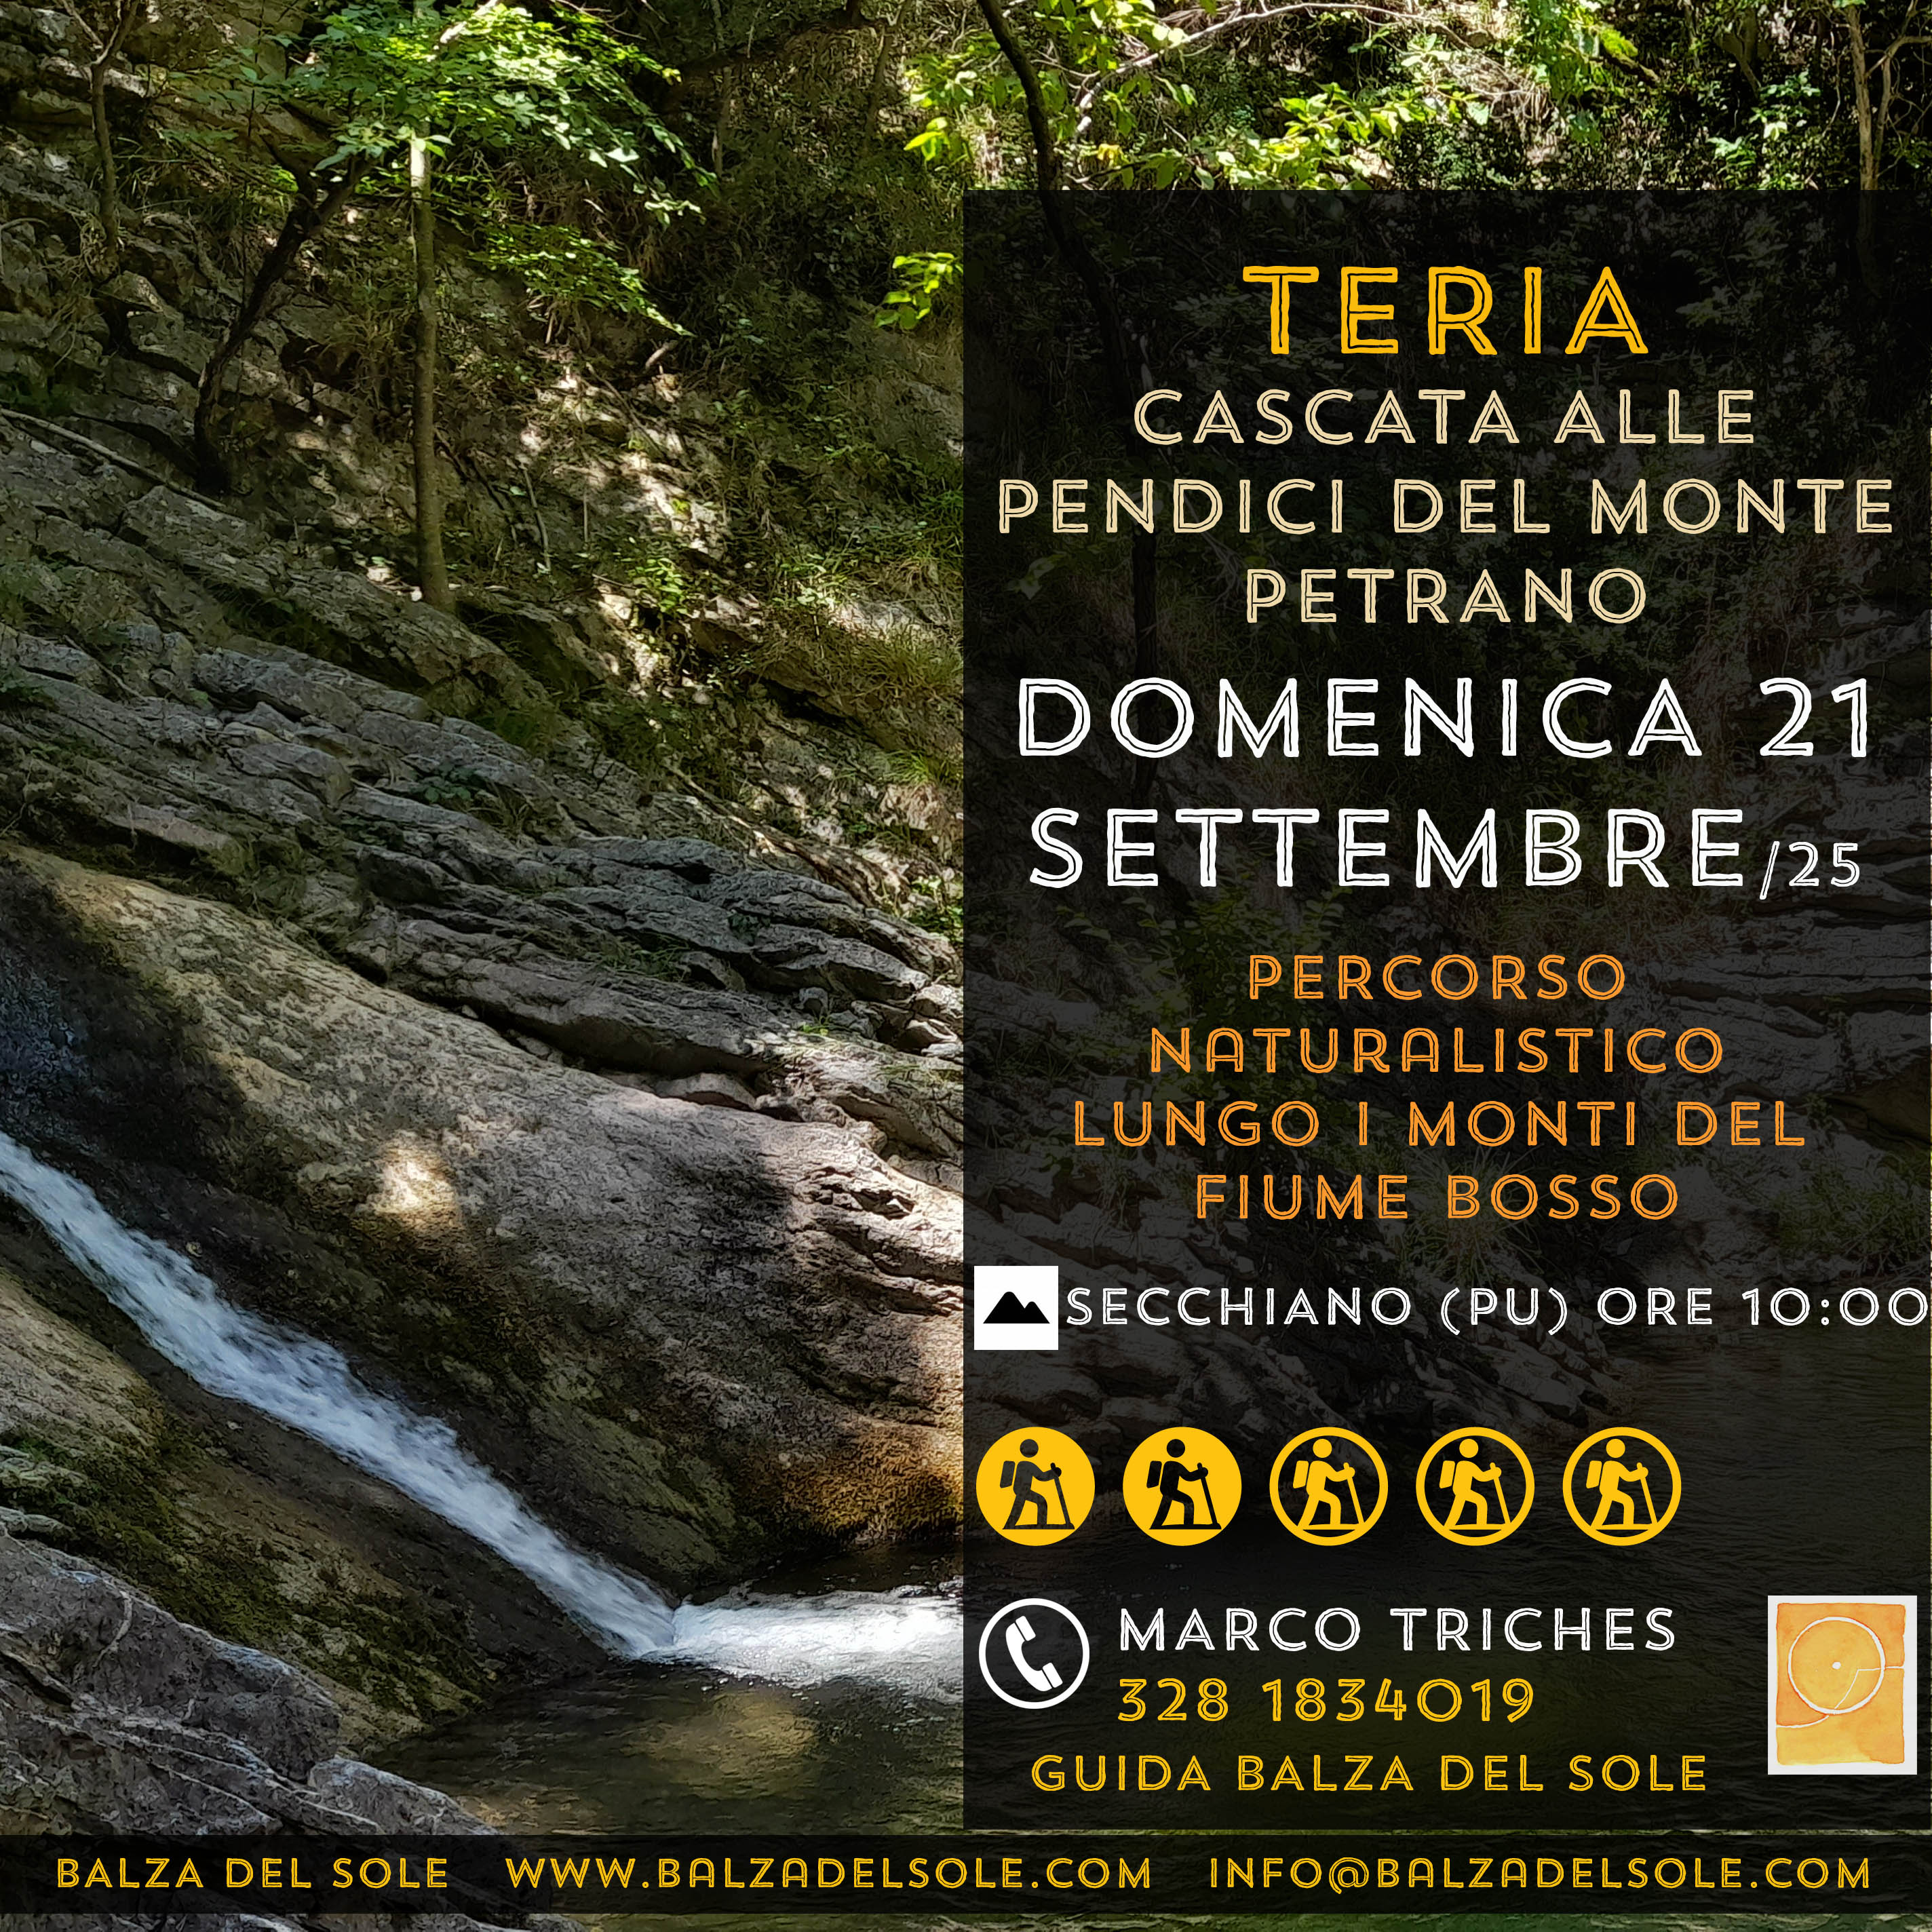 TERIA
CASCATA ALLE
PENDICI DEL MONTE
PETRANO
DOMENICA 21
SETTEMBRE/25
PERCORSO
NATURALISTICO
LUNGO I MONTI DEL
FIUME BOSSO
SECCHIANO (PU) ORE 10:00
MARCO TRICHES
328 1834019
GUIDA BALZA DEL SOLE
BALZA DEL SOLE WWW.BALZADELSOLE.COM INFO@BALZADELSOLE.COM